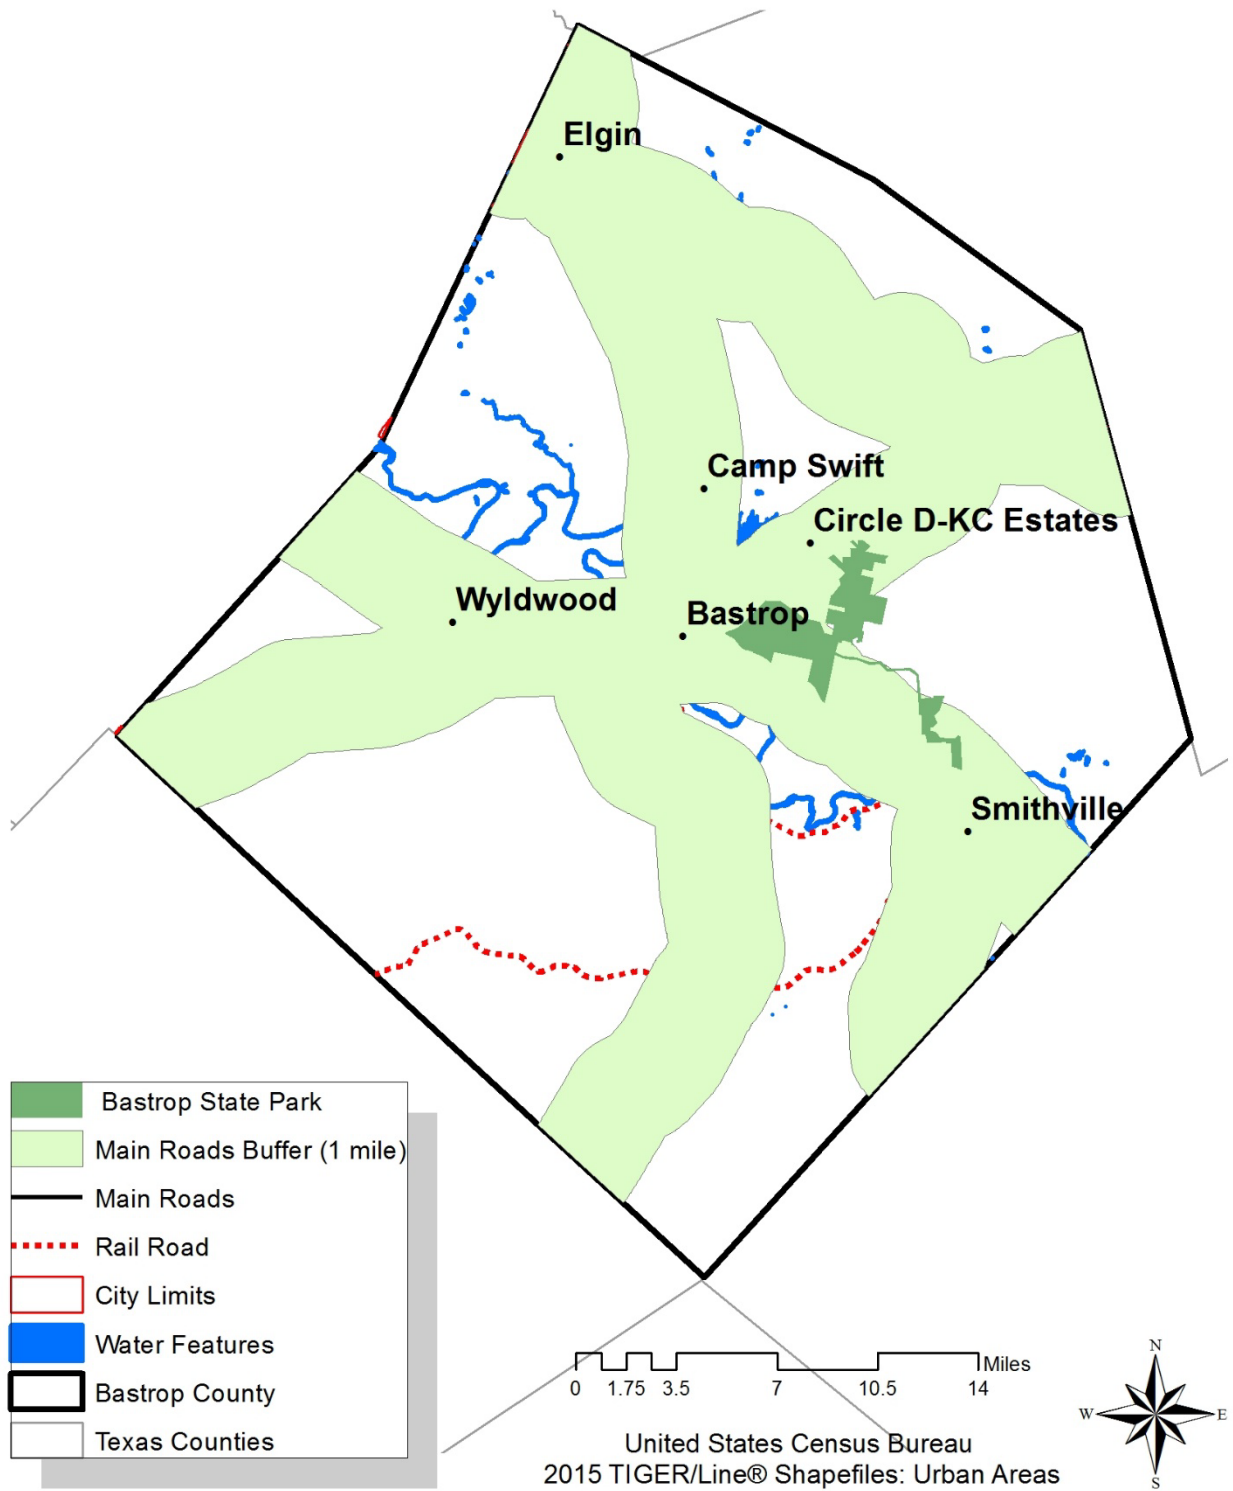 Elgin
Camp Swift
Circle D-KC Estates
Wyldwood
Bastrop
Smithville
Bastrop State Park
Main Roads Buffer (1 mile)
Main Roads
Rail Road
City Limits
Water Features
Bastrop County
Texas Counties
Miles
0 1.75 3.5 7 10.5 14
United States Census Bureau
2015 TIGER/Line® Shapefiles: Urban Areas
N
W E
S